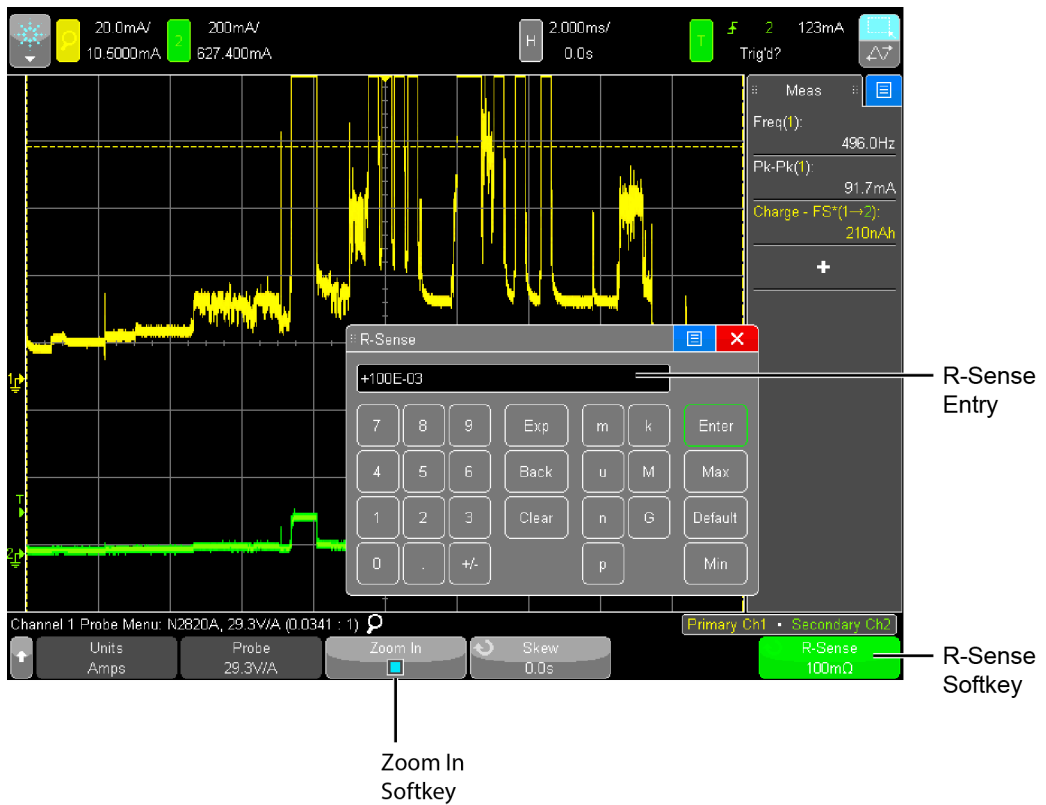 20.0mA/
10.5000mA
2
200mA/
627.400mA
H
2.000ms/
0.0s
T
2
123mA
Trig'd?
Meas
Freq(1):
496.0Hz
Pk-Pk(1):
91.7mA
Charge - FS*(1→2):
210nAh
+
1
T
2
R-Sense
+100E-03
7 8 9 Exp m k Enter
4 5 6 Back u M Max
1 2 3 Clear n G Default
0 . +/- p Min
R-Sense
Entry
Channel 1 Probe Menu: N2820A, 29.3V/A (0.0341 : 1)
Primary Ch1 • Secondary Ch2
Units
Amps
Probe
29.3V/A
Zoom In
Skew
0.0s
R-Sense
100mΩ
R-Sense
Softkey
Zoom In
Softkey